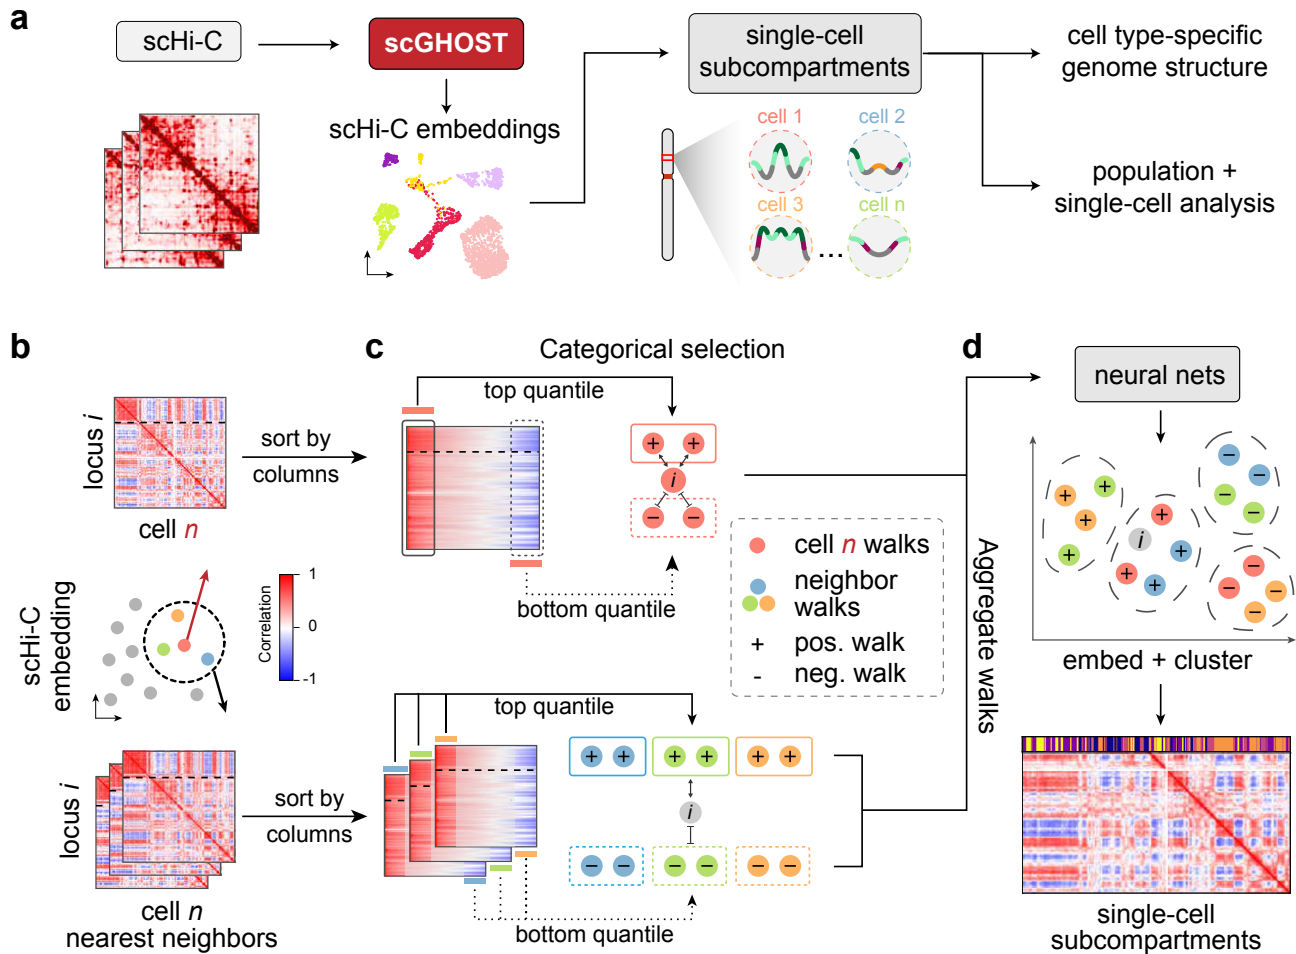 a
scHi-C
scGHOST
single-cell
subcompartments
cell type-specific
genome structure
scHi-C embeddings
cell 1
cell 2
cell 3
cell n
...
population +
single-cell analysis
b
locus i
cell n
sort by
columns
scHi-C
embedding
Correlation
1
0
-1
locus i
cell n
nearest neighbors
sort by
columns
c
Categorical selection
top quantile
+ +
i
− −
bottom quantile
cell n walks
neighbor
walks
+ pos. walk
- neg. walk
top quantile
+ + + + + +
i
− − − − − −
bottom quantile
Aggregate walks
d
neural nets
+ + + +
+ i + + +
− − − −
− − − −
embed + cluster
single-cell
subcompartments